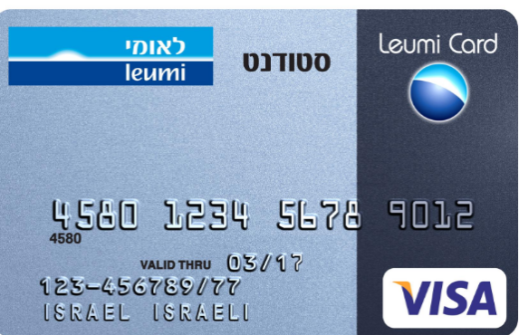 לאומי
leumi
סטודנט
Leumi Card
4580 1234 5678 9012
4580
VALID THRU 03/17
123-456789/77
ISRAEL ISRAELI
VISA